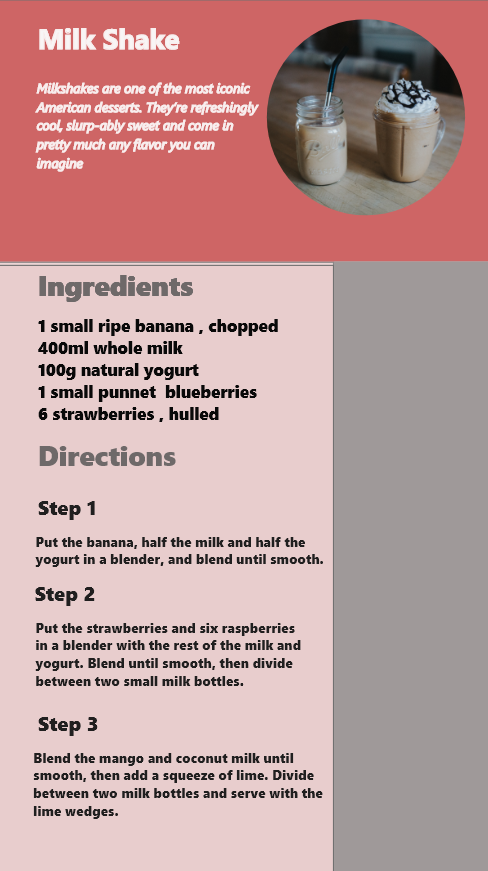 Milk Shake
Milkshakes are one of the most iconic
American desserts. They're refreshingly
cool, slurp-ably sweet and come in
pretty much any flavor you can
imagine
Ingredients
1 small ripe banana , chopped
400ml whole milk
100g natural yogurt
1 small punnet  blueberries
6 strawberries , hulled
Directions
Step 1
Put the banana, half the milk and half the
yogurt in a blender, and blend until smooth.
Step 2
Put the strawberries and six raspberries
in a blender with the rest of the milk and
yogurt. Blend until smooth, then divide
between two small milk bottles.
Step 3
Blend the mango and coconut milk until
smooth, then add a squeeze of lime. Divide
between two milk bottles and serve with the
lime wedges.